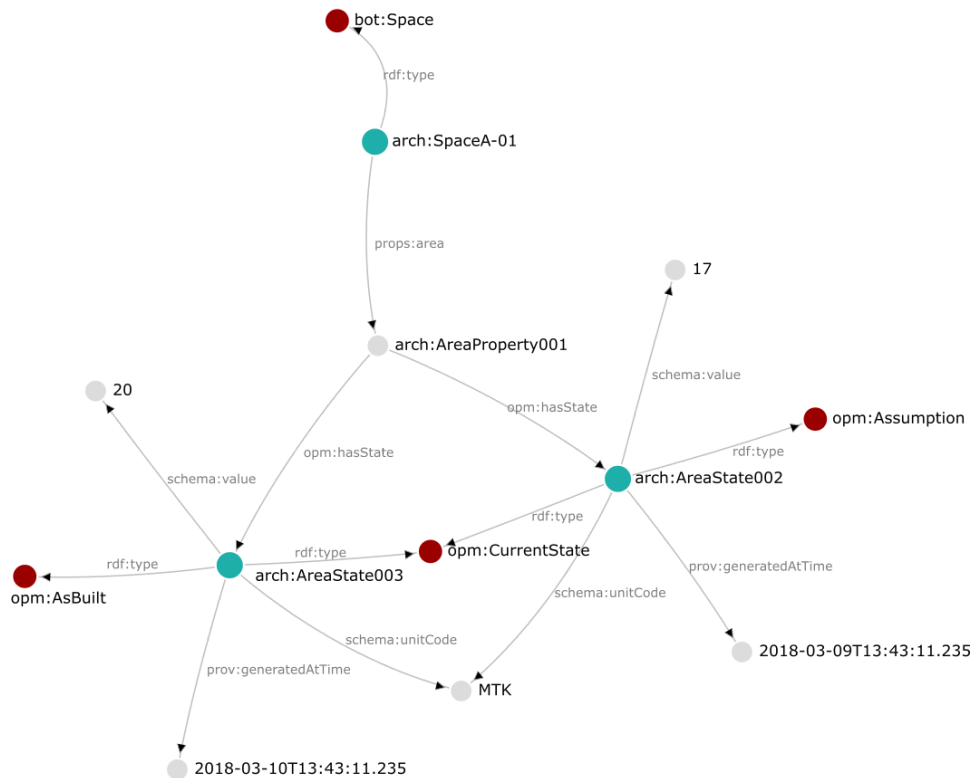 bot:Space
rdf:type
arch:SpaceA-01
props:area
17
arch:AreaProperty001
schema:value
20
opm:hasState
opm:Assumption
rdf:type
opm:hasState
schema:value
arch:AreaState002
rdf:type
opm:CurrentState
rdf:type
rdf:type
prov:generatedAtTime
arch:AreaState003
opm:AsBuilt
schema:unitCode
schema:unitCode
2018-03-09T13:43:11.235
prov:generatedAtTime
MTK
2018-03-10T13:43:11.235